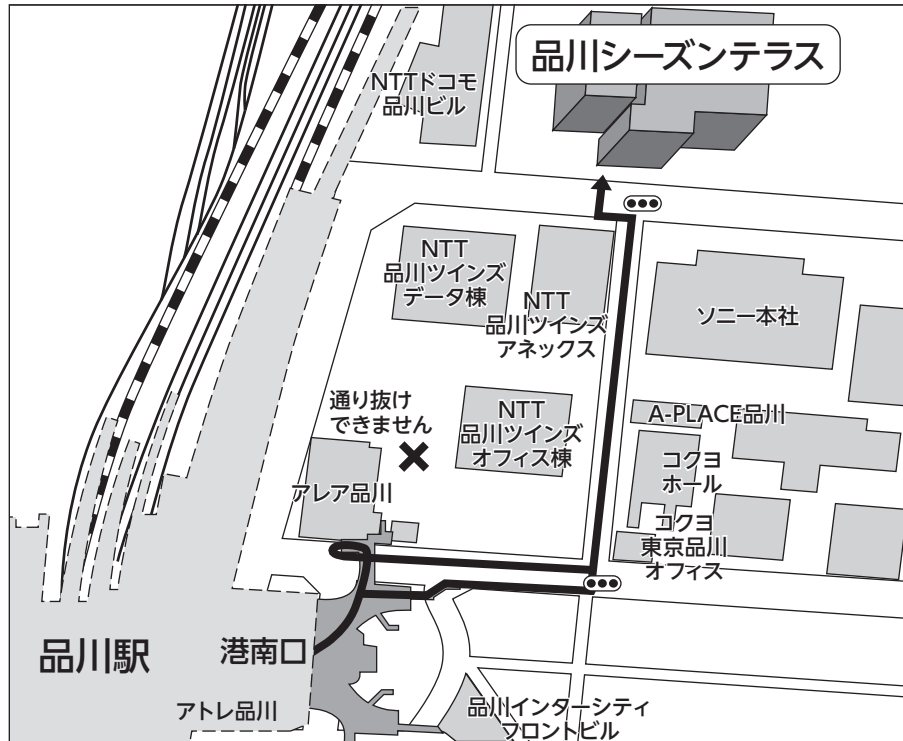 品川シーズンテラス
NTTドコモ
品川ビル
NTT
品川ツインズ
データ棟
NTT
品川ツインズ
アネックス
ソニー本社
通り抜け
できません
NTT
品川ツインズ
オフィス棟
A-PLACE品川
コクヨ
ホール
アレア品川
コクヨ
東京品川
オフィス
品川駅
港南口
アトレ品川
品川インターシティ
フロントビル